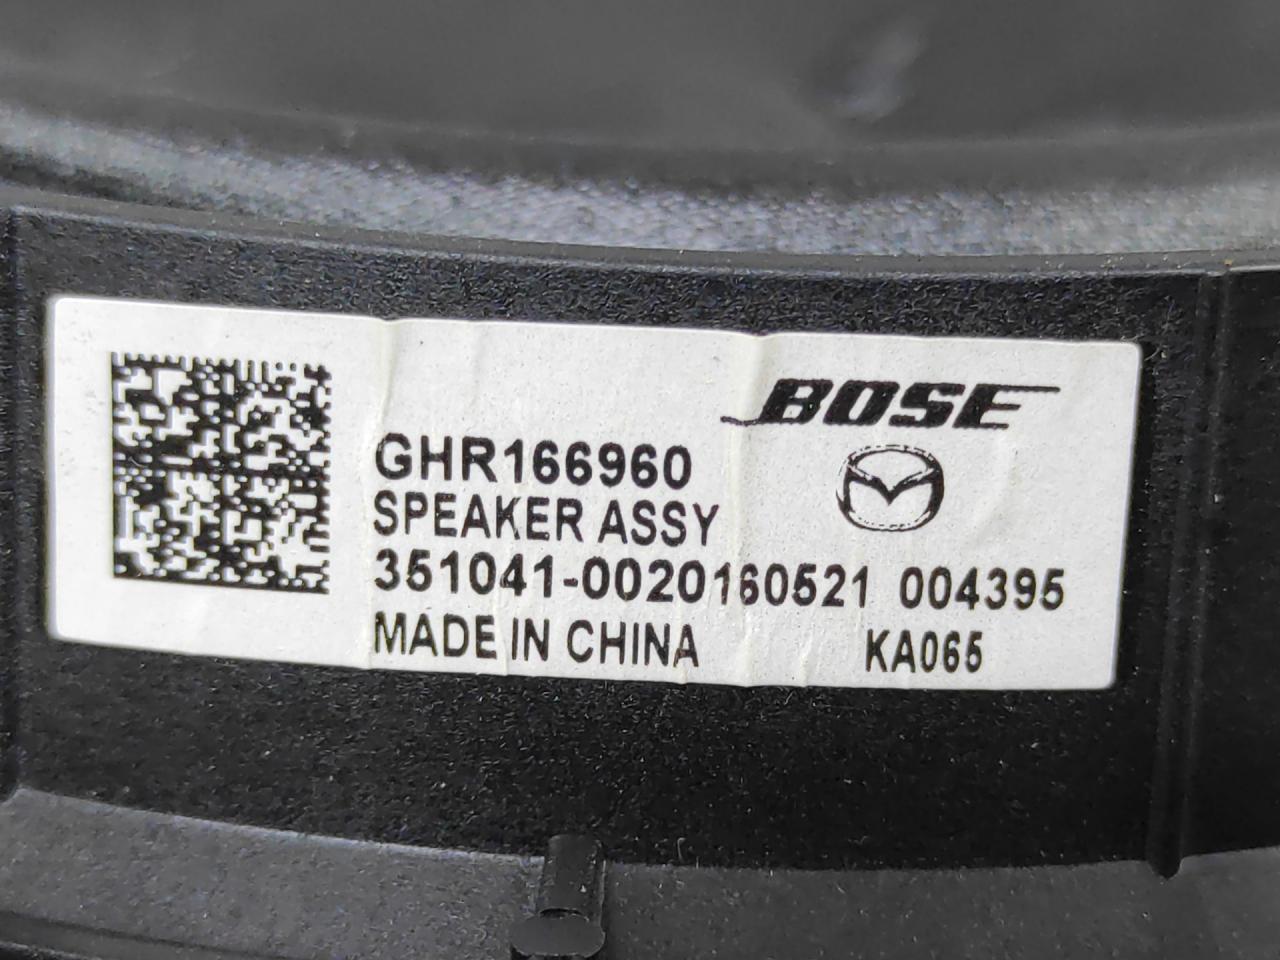 BOSE
GHR166960
SPEAKER ASSY
351041-0020160521 004395
MADE IN CHINA KA065